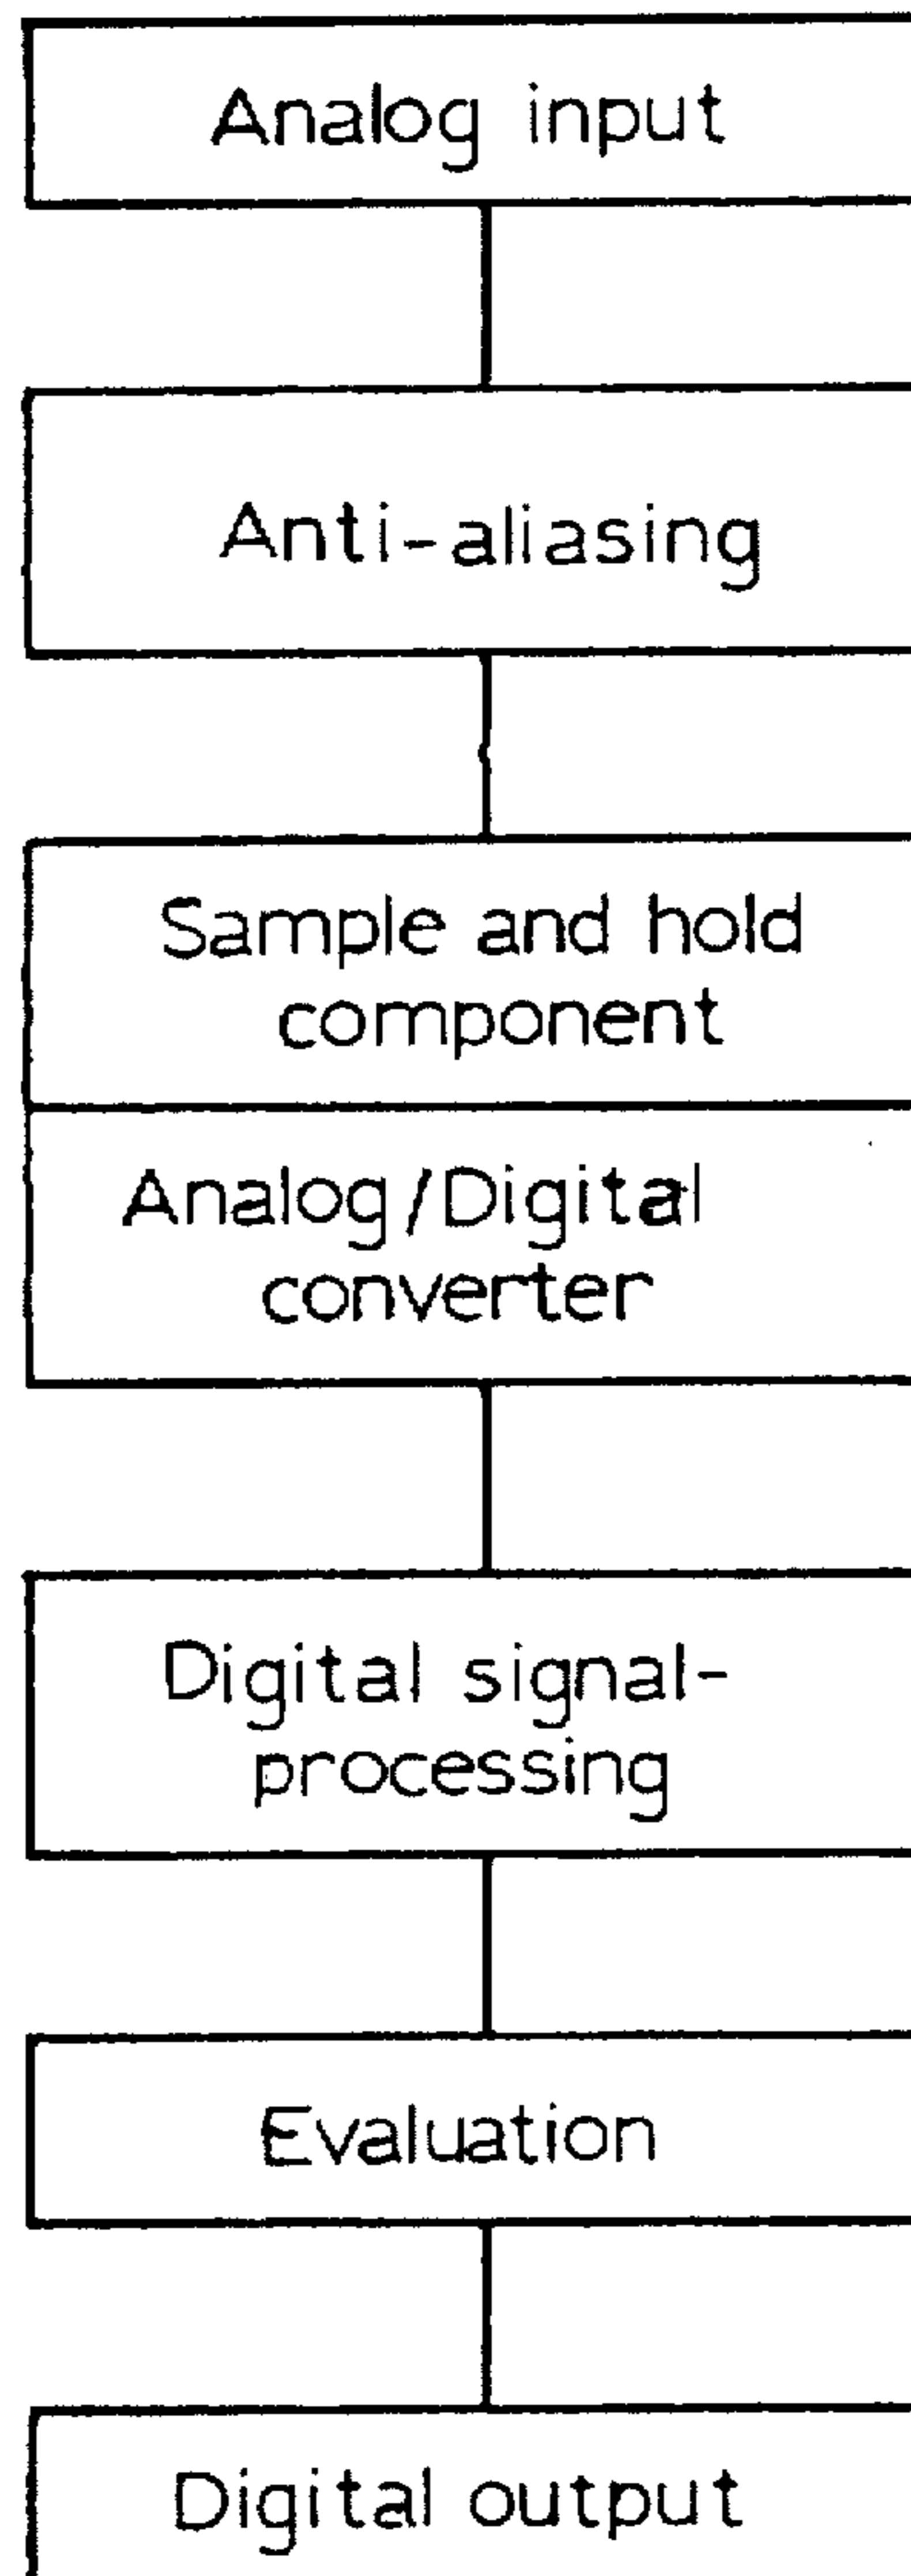 Analog input
Anti-aliasing
Sample and hold
component
Analog/Digital
converter
Digital signal-
processing
Evaluation
Digital output